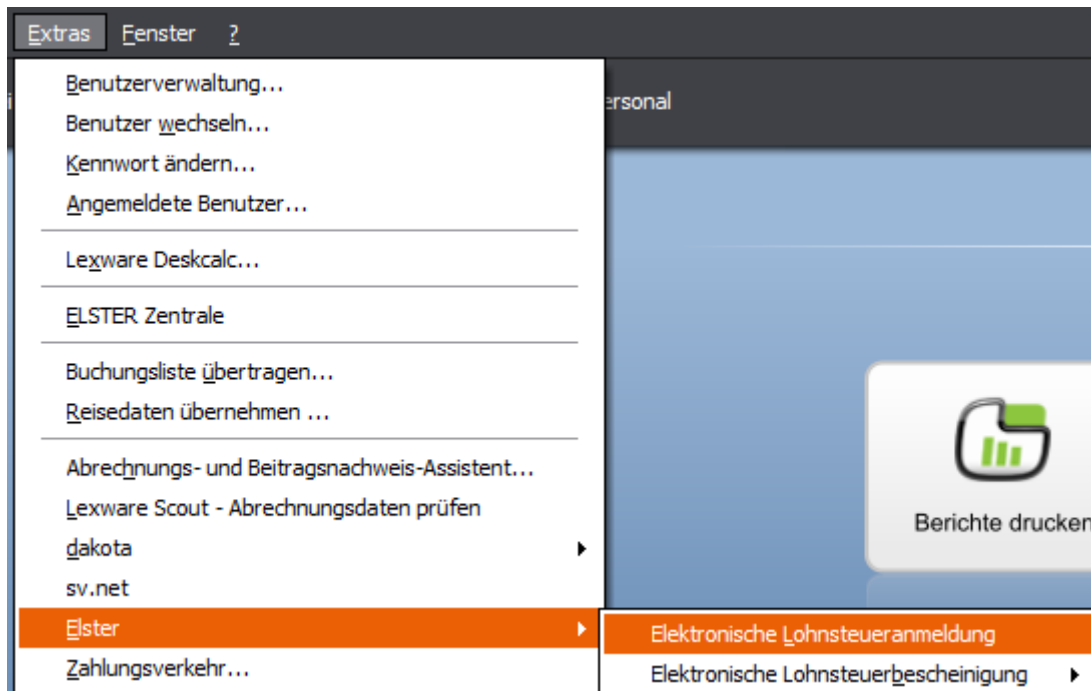 Extras Fenster ?
Benutzerverwaltung...
Benutzer wechseln...
ersonal
Kennwort ändern...
Angemeldete Benutzer...
Lexware Deskcalc...
ELSTER Zentrale
Buchungsliste übertragen...
Reisedaten übernehmen ...
Abrechnungs- und Beitragsnachweis-Assistent...
Lexware Scout - Abrechnungsdaten prüfen
Berichte drucken
dakota
sv.net
Elster
Elektronische Lohnsteueranmeldung
Zahlungsverkehr...
Elektronische Lohnsteuerbescheinigung